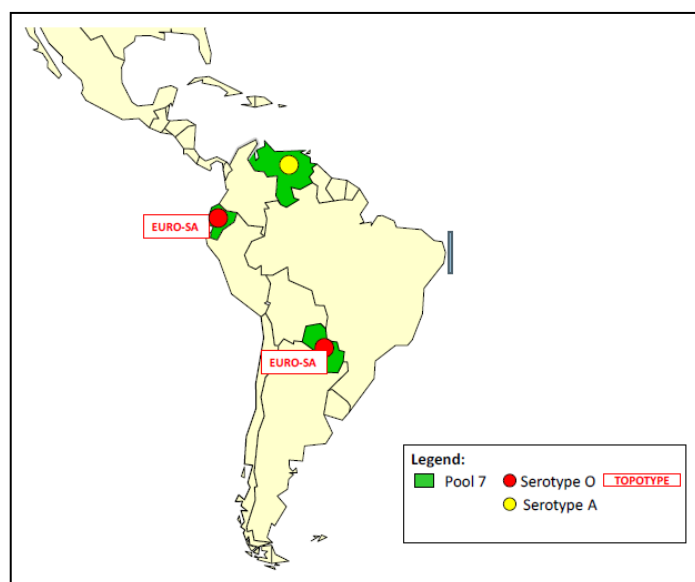 EURO-SA
EURO-SA
Legend:
Pool 7
Serotype O
TOPOTYPE
Serotype A